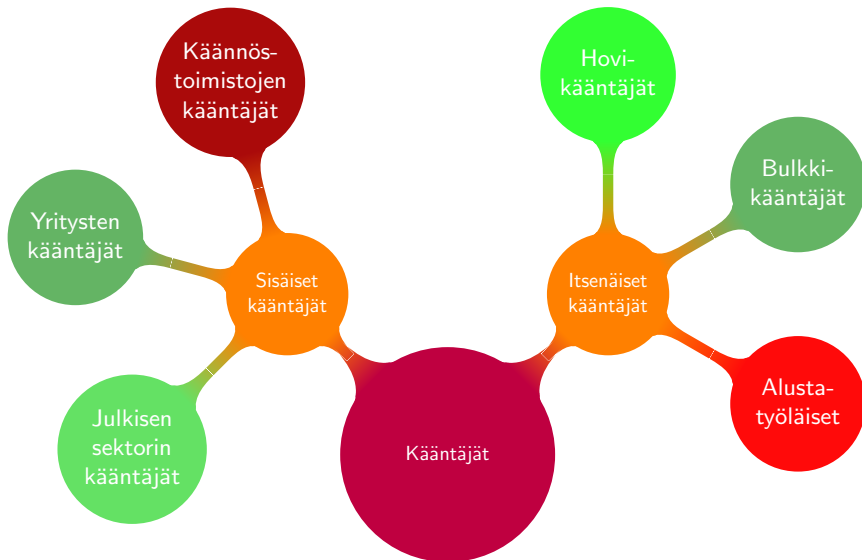 Käännös-
toimistojen
kääntäjät
Hovi-
kääntäjät
Bulkki-
kääntäjät
Yritysten
kääntäjät
Sisäiset
kääntäjät
Itsenäiset
kääntäjät
Alusta-
työläiset
Julkisen
sektorin
kääntäjät
Kääntäjät